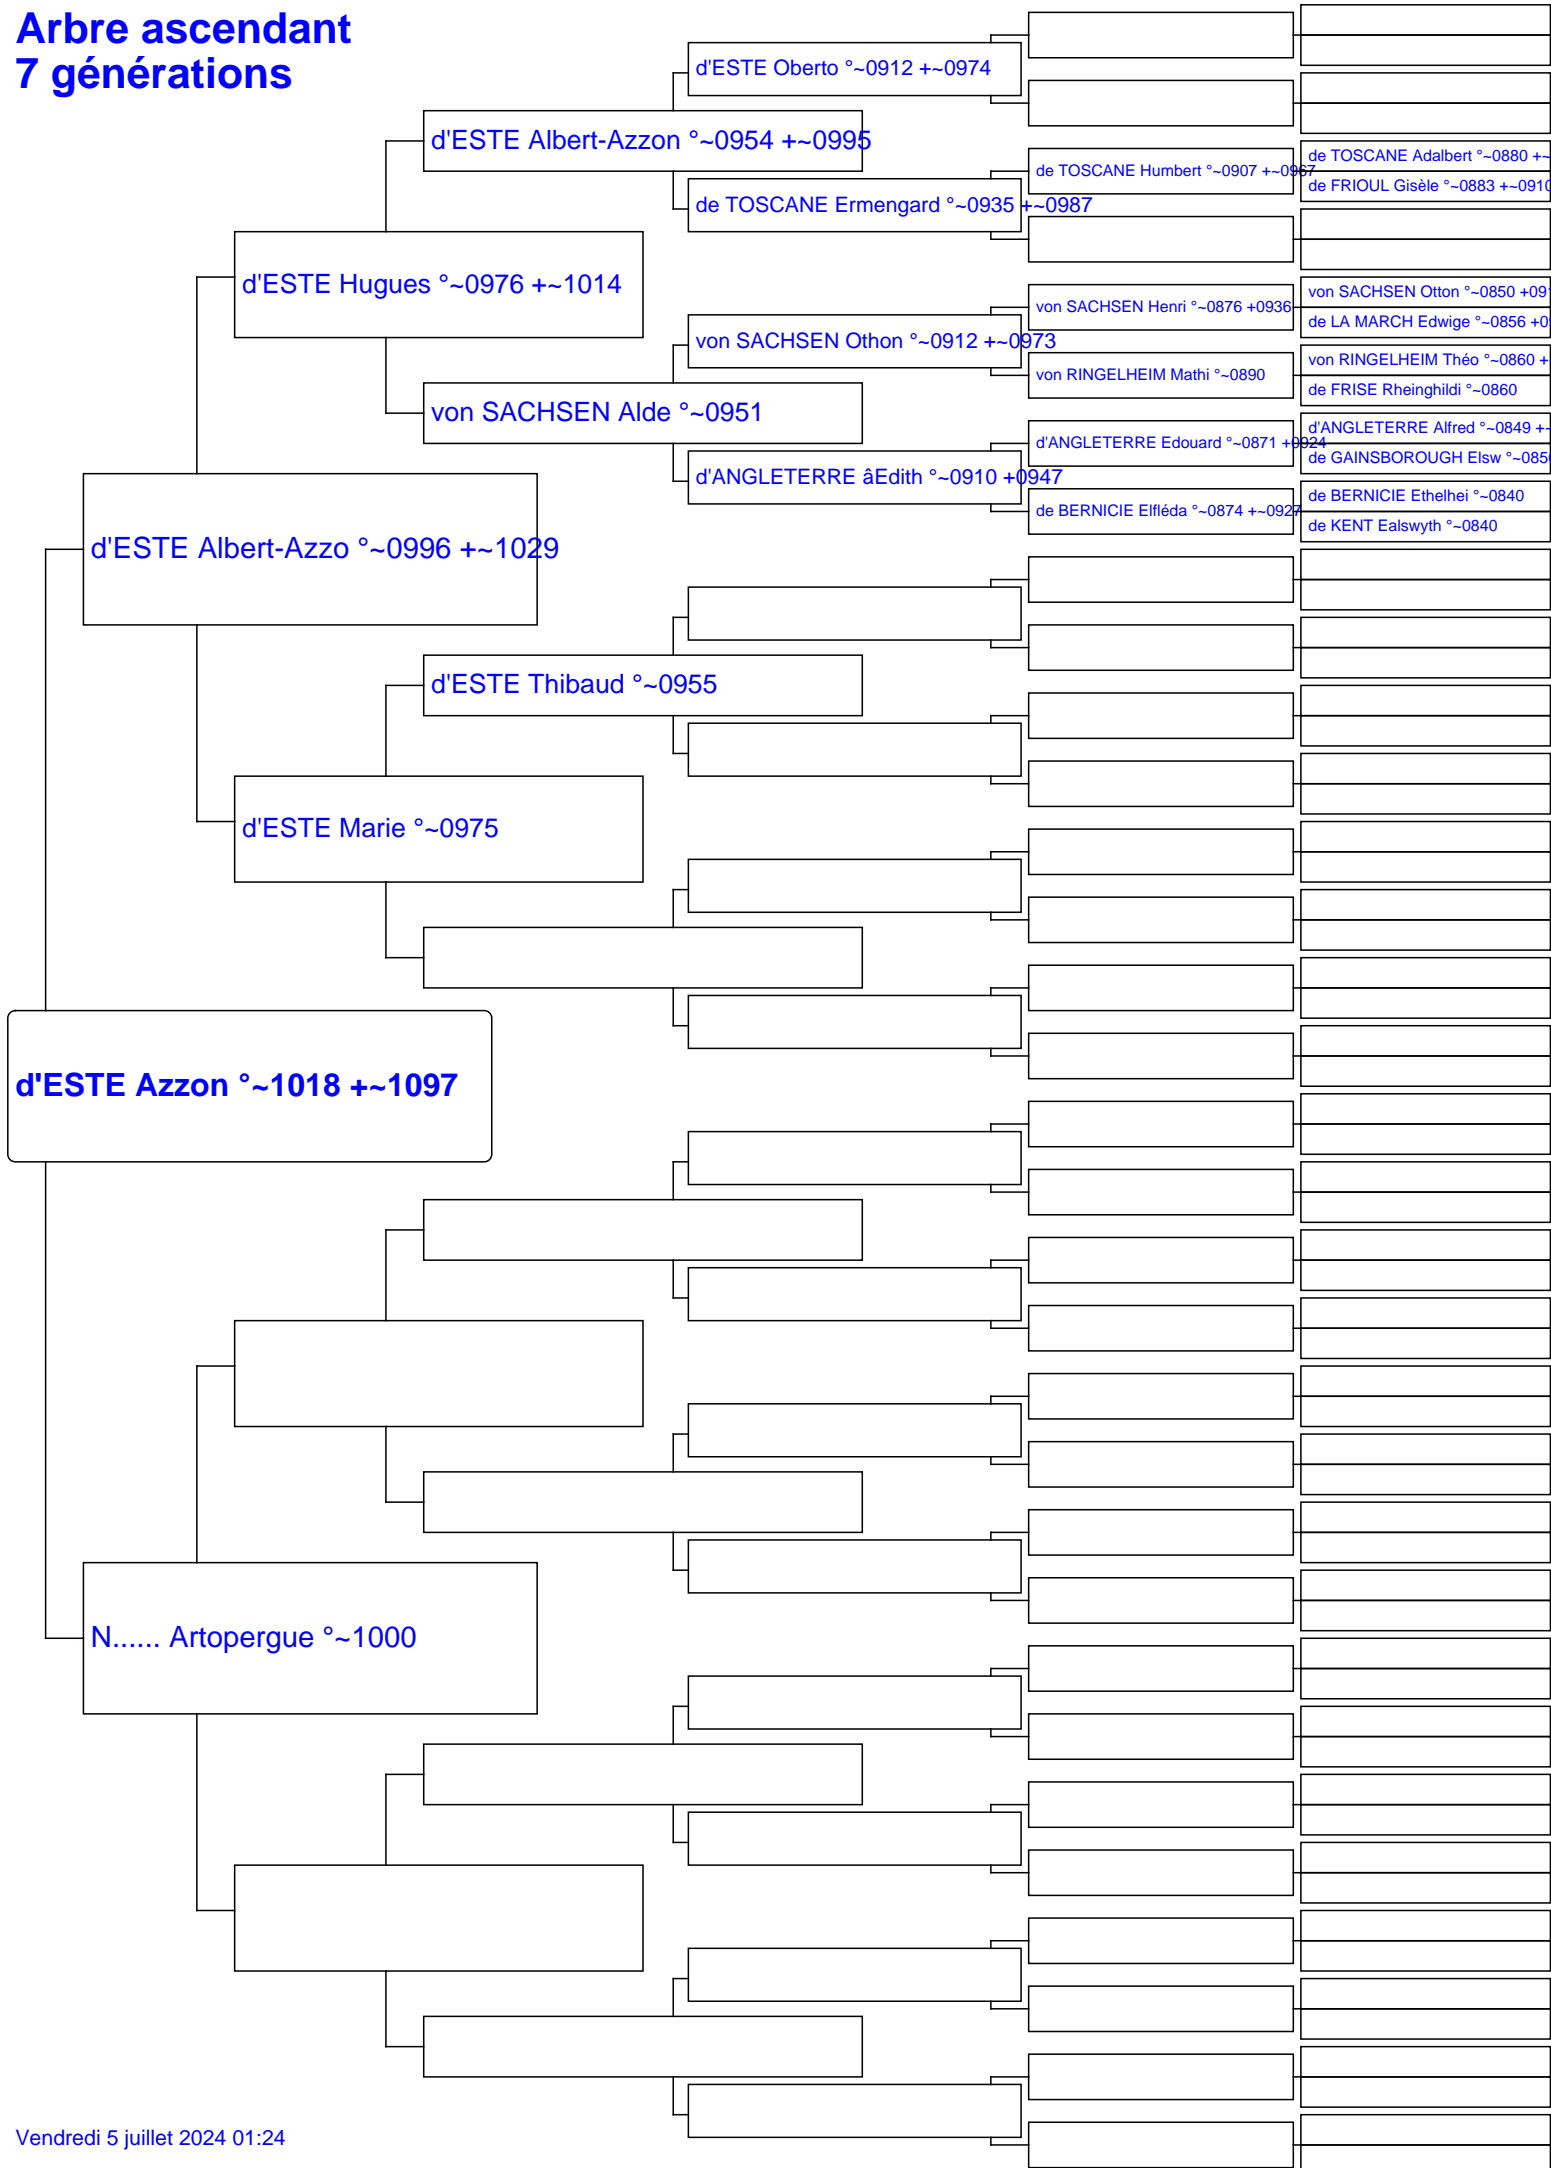 Arbre ascendant
7 générations
d'ESTE Oberto °~0912 +~0974
d'ESTE Albert-Azzon °~0954 +~0995
de TOSCANE Adalbert °~0880 +~
de TOSCANE Humbert °~0907 +~0967
de FRIOUL Gisèle °~0883 +~0910
de TOSCANE Ermengard °~0935 +~0987
d'ESTE Hugues °~0976 +~1014
von SACHSEN Otton °~0850 +091
von SACHSEN Henri °~0876 +0936
de LA MARCH Edwige °~0856 +09
von SACHSEN Othon °~0912 +~0973
von RINGELHEIM Théo °~0860 +
von RINGELHEIM Mathi °~0890
de FRISE Rheinghildi °~0860
von SACHSEN Alde °~0951
d'ANGLETERRE Alfred °~0849 +~
d'ANGLETERRE Edouard °~0871 +0924
de GAINSBOROUGH Elsw °~0850
d'ANGLETERRE âEdith °~0910 +0947
de BERNICIE Ethelhei °~0840
de BERNICIE Elfléda °~0874 +~0927
de KENT Ealswyth °~0840
d'ESTE Albert-Azzo °~0996 +~1029
d'ESTE Thibaud °~0955
d'ESTE Marie °~0975
d'ESTE Azzon °~1018 +~1097
N...... Artopergue °~1000
Vendredi 5 juillet 2024 01:24